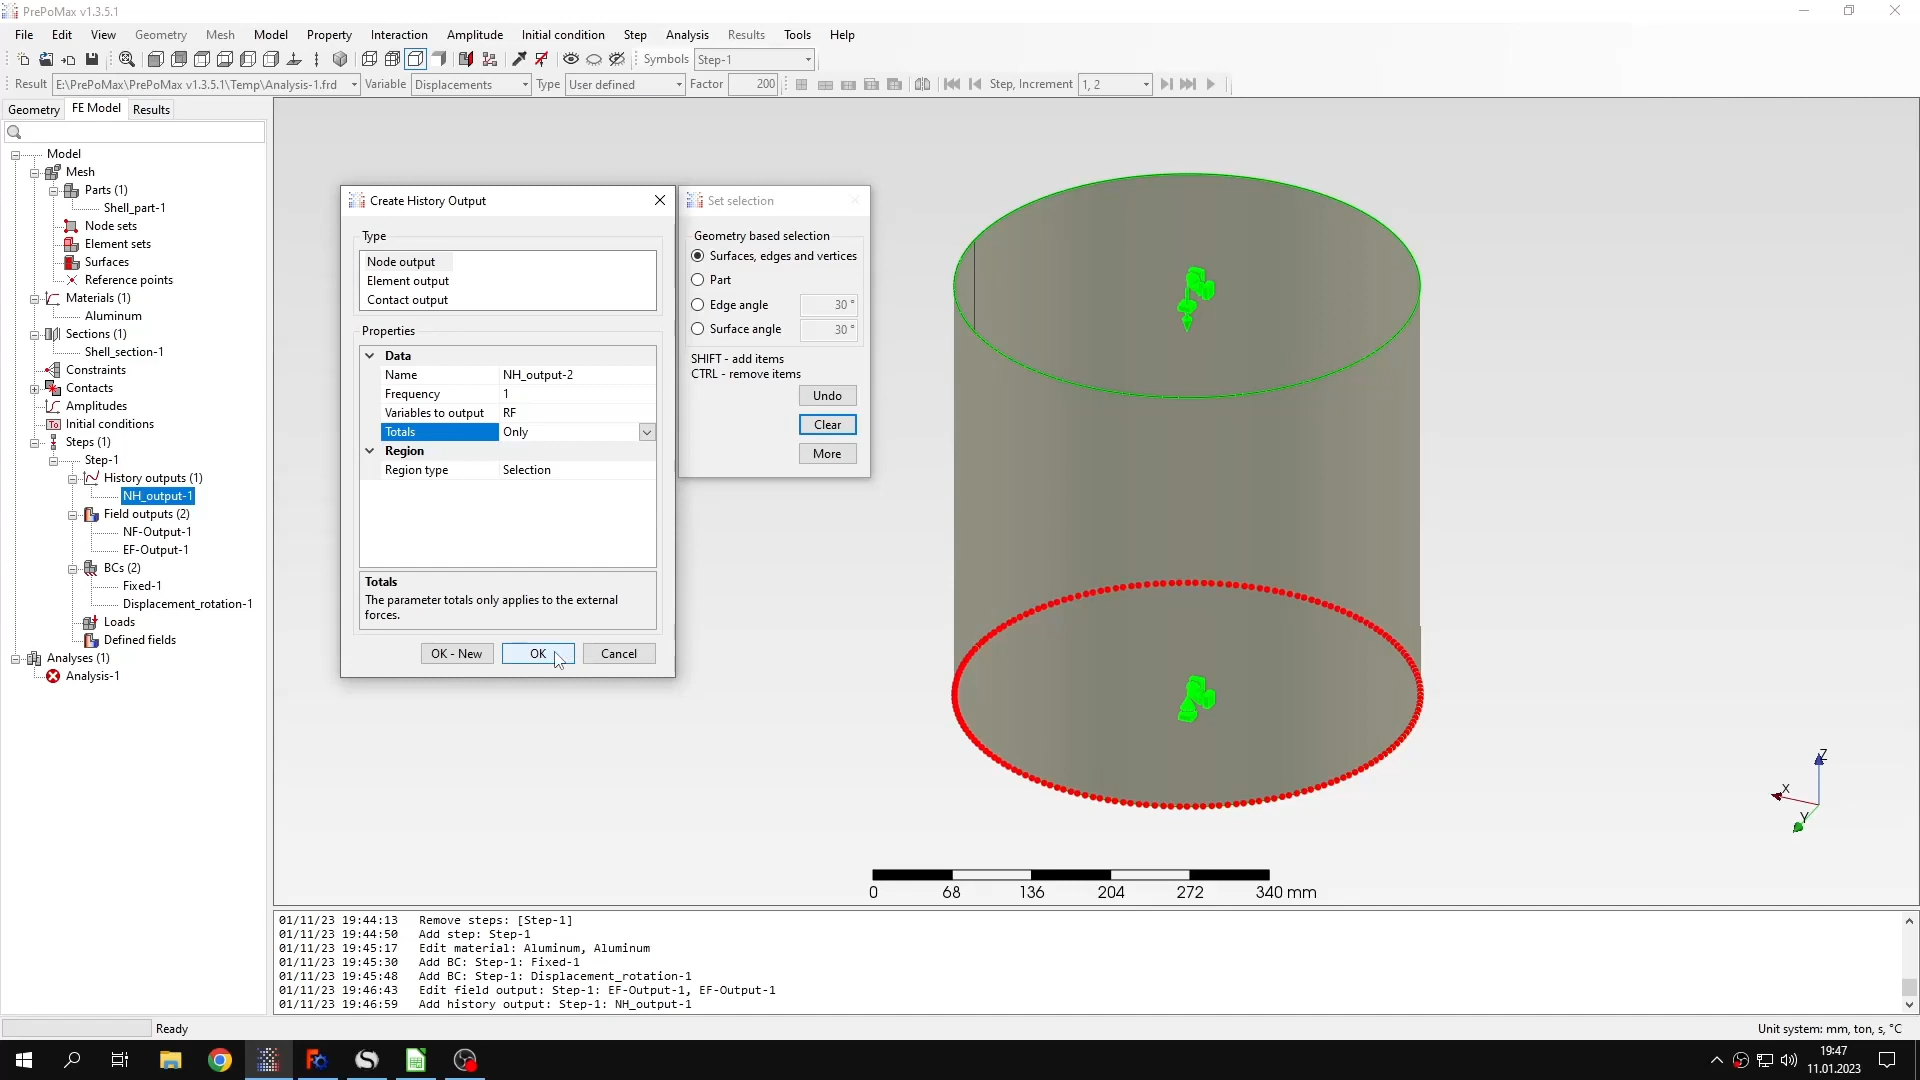 PrePoMax v1.3.5.1
File Edit View Geometry Mesh Model Property Interaction Amplitude Initial condition Step Analysis Results Tools Help
Symbols Step-1
Result E:\PrePoMax\PrePoMax v1.3.5.1\Temp\Analysis-1.frd Variable Displacements Type User defined Factor 200 Step, Increment 1, 2
Geometry FE Model Results
Model
Mesh
Parts (1)
Shell_part-1
Node sets
Element sets
Surfaces
Reference points
Materials (1)
Aluminum
Sections (1)
Shell_section-1
Constraints
Contacts
Amplitudes
Initial conditions
Steps (1)
Step-1
History outputs (1)
NH_output-1
Field outputs (2)
NF-Output-1
EF-Output-1
BCs (2)
Fixed-1
Displacement_rotation-1
Loads
Defined fields
Analyses (1)
Analysis-1
Create History Output
Type
Node output
Element output
Contact output
Properties
Data
Name NH_output-2
Frequency 1
Variables to output RF
Totals Only
Region
Region type Selection
Totals
The parameter totals only applies to the external
forces.
OK - New OK Cancel
Set selection
Geometry based selection
Surfaces, edges and vertices
Part
Edge angle 30 °
Surface angle 30 °
SHIFT - add items
CTRL - remove items
Undo
Clear
More
Z
X
Y
0 68 136 204 272 340 mm
01/11/23 19:44:13 Remove steps: [Step-1]
01/11/23 19:44:50 Add step: Step-1
01/11/23 19:45:17 Edit material: Aluminum, Aluminum
01/11/23 19:45:30 Add BC: Step-1: Fixed-1
01/11/23 19:45:48 Add BC: Step-1: Displacement_rotation-1
01/11/23 19:46:43 Edit field output: Step-1: EF-Output-1, EF-Output-1
01/11/23 19:46:59 Add history output: Step-1: NH_output-1
Ready
Unit system: mm, ton, s, °C
19:47
11.01.2023